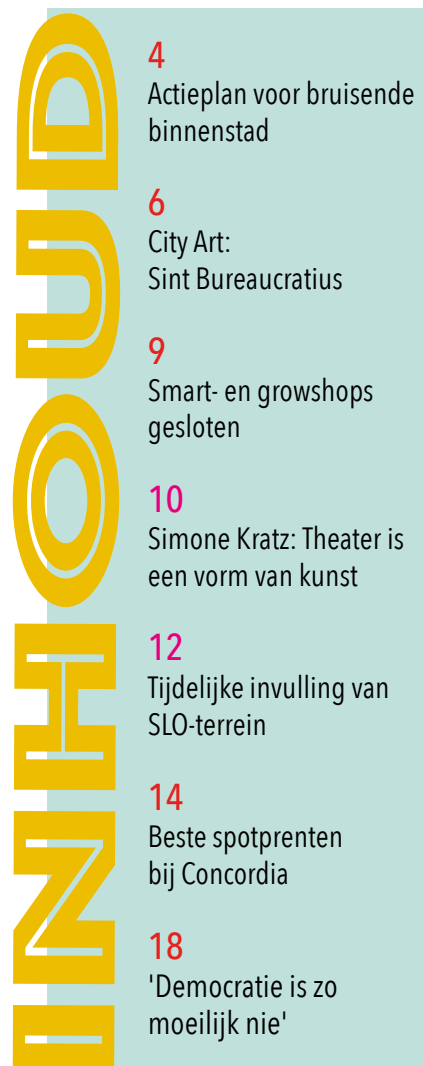 INHOUD
4
Actieplan voor bruisende
binnenstad
6
City Art:
Sint Bureaucratius
9
Smart- en growshops
gesloten
10
Simone Kratz: Theater is
een vorm van kunst
12
Tijdelijke invulling van
SLO-terrein
14
Beste spotprenten
bij Concordia
18
'Democratie is zo
moeilijk nie'